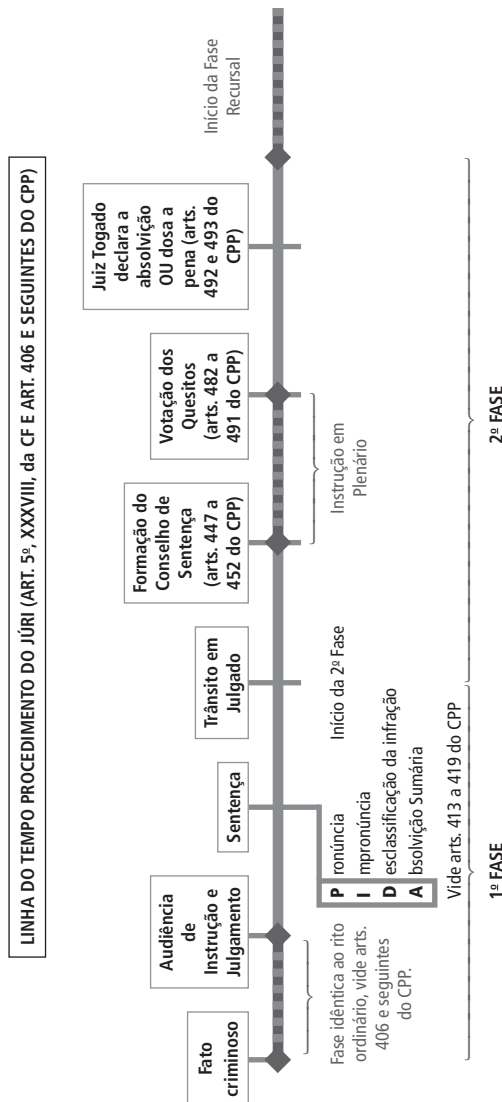 LINHA DO TEMPO PROCEDIMENTO DO JÚRI (ART. 5º, XXXVIII, da CF E ART. 406 E SEGUINTES DO CPP)
Fato
criminoso
Audiência
de
Instrução e
Julgamento
Sentença
Trânsito em
Julgado
Formação do
Conselho de
Sentença
(arts. 447 a
452 do CPP)
Votação dos
Quesitos
(arts. 482 a
491 do CPP)
Juiz Togado
declara a
absolvição
OU dosa a
pena (arts.
492 e 493 do
CPP)
Início da Fase
Recursal
Fase idêntica ao rito
ordinário, vide arts.
406 e seguintes
do CPP.
P ronúncia
I mpronúncia
D esclassificação da infração
A bsolvição Sumária
Vide arts. 413 a 419 do CPP
Início da 2º Fase
Instrução em
Plenário
1º FASE
2º FASE